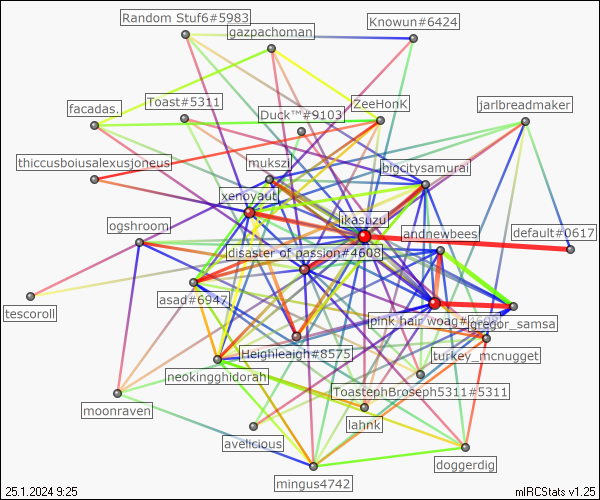 Random Stuf6#5983
Knowun#6424
gazpachoman
facadas.
Toast#5311
Duck™#9103
ZeeHonK
jarlbreadmaker
thiccusboiusalexusjoneus
mukszi
bigcitysamurai
xenoyaut
ogshroom
jikasuzu
andnewbees
default#0617
disaster of passion#4608
tescoroll
asad#6947
pink hair woag
gregor_samsa
Heighleaigh#8575
turkey_mcnugget
neokingghidorah
ToastephBroseph5311#5311
moonraven
lahnk
avelicious
doggerdig
mingus4742
25.1.2024 9:25
mIRCStats v1.25